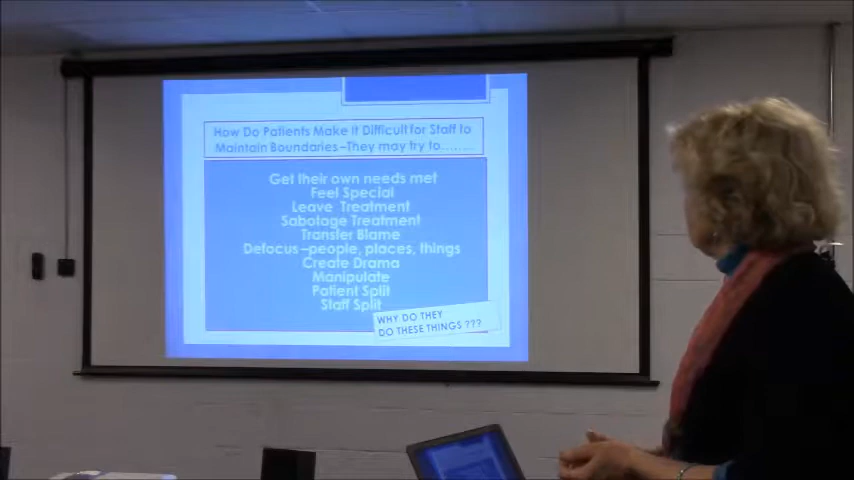 How Do Patients Make it Difficult for Staff to
Maintain Boundaries–They may try to………
Get their own needs met
Feel Special
Leave Treatment
Sabotage Treatment
Transfer Blame
Defocus –people, places, things
Create Drama
Manipulate
Patient Split
Staff Split
WHY DO THEY
DO THESE THINGS ???